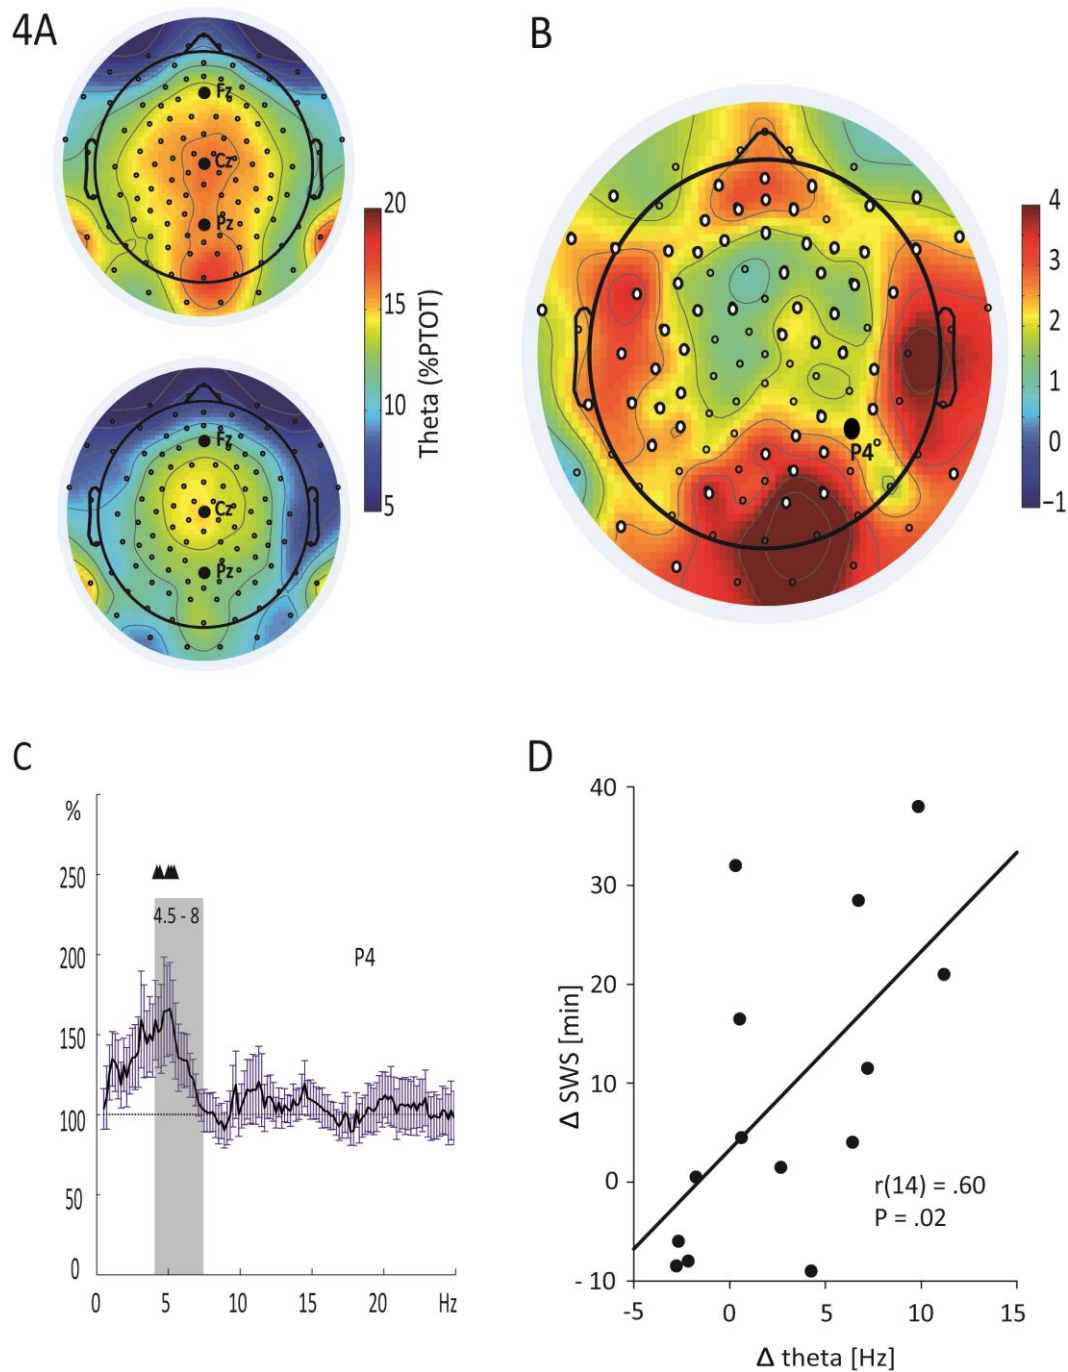 4A
Fz
Cz
Pz
Fz
Cz
Pz
20
15
10
5
Theta (%PTOT)
B
P4
4
3
2
1
0
−1
C
%
250
200
150
100
50
0
4.5 - 8
P4
0
5
10
15
20
Hz
D
40
30
20
10
0
- 10
Δ SWS [min]
r(14) = .60
P = .02
-5
0
5
10
15
Δ theta [Hz]